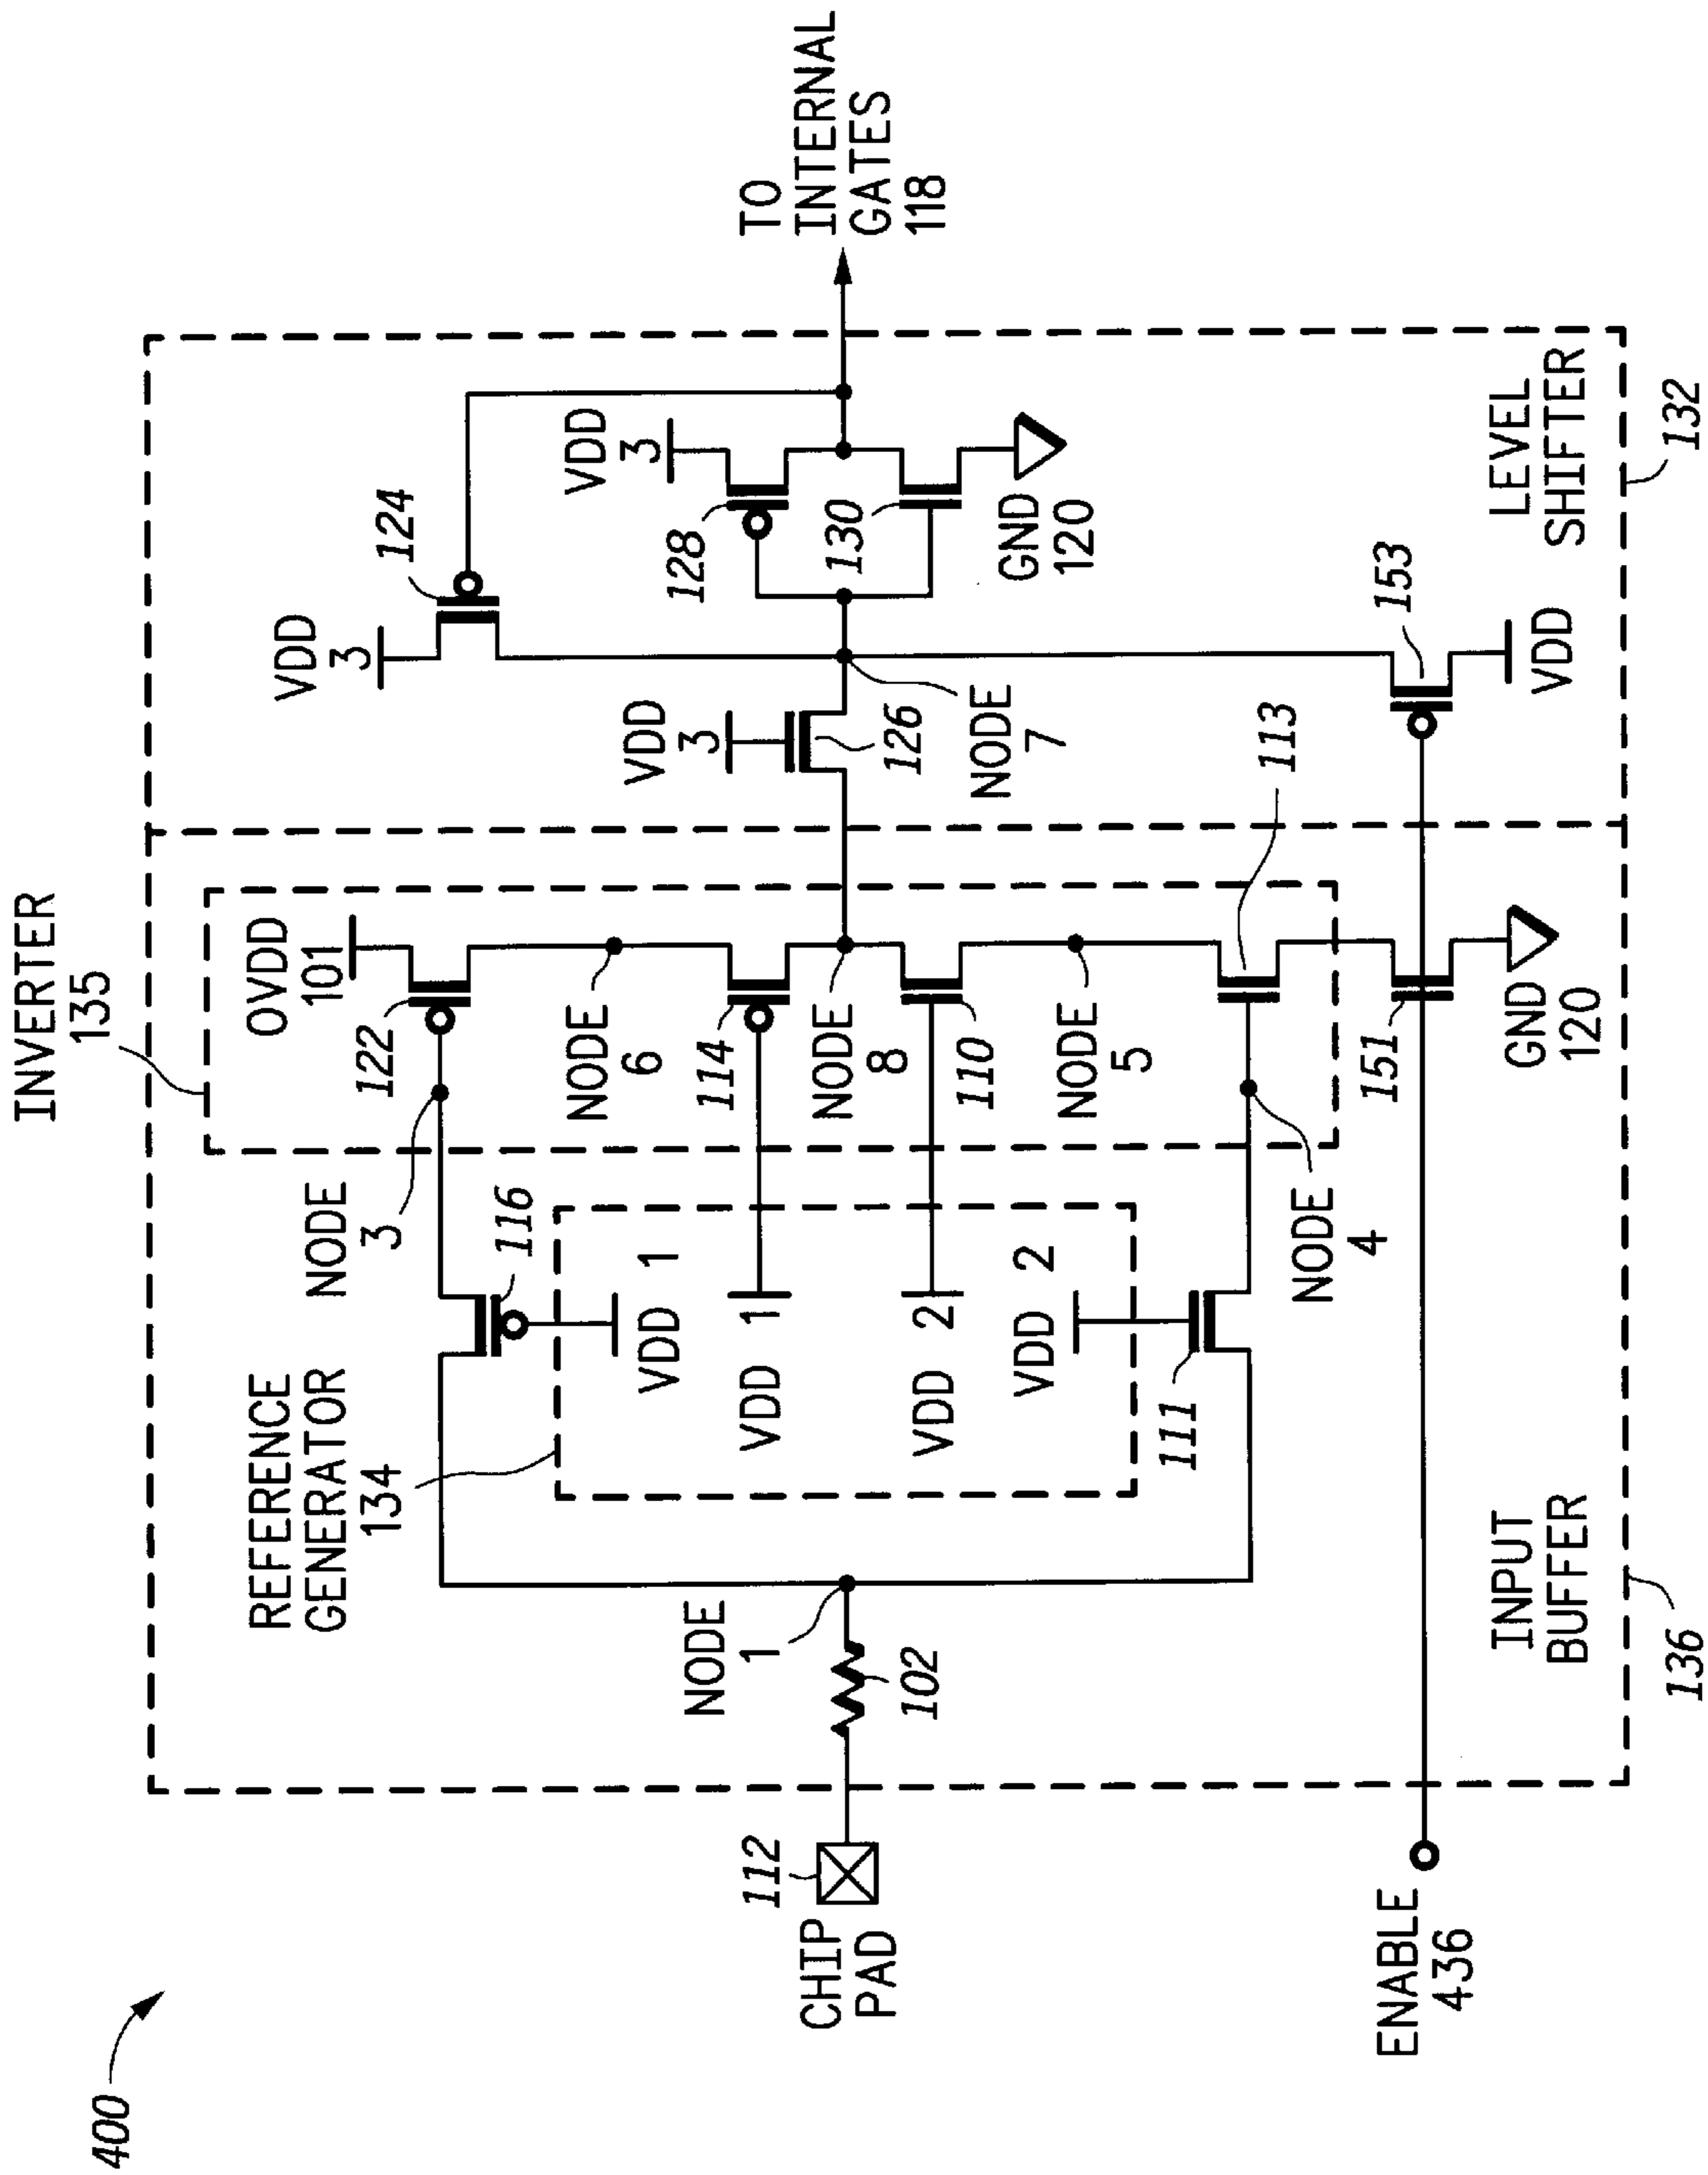 400
INVERTER
135
REFERENCE
GENERATOR
134
NODE
3
116
OVDD
101
122
NODE
6
VDD 1
VDD 1
114
NODE
8
VDD 2
110
VDD 2
NODE
5
111
NODE
4
113
151
GND
120
CHIP
PAD
112
NODE
1
102
ENABLE
436
INPUT
BUFFER
136
VDD
3
124
VDD
3
126
NODE
7
VDD
3
128
130
GND
120
153
VDD
LEVEL
SHIFTER
132
TO
INTERNAL
GATES
118